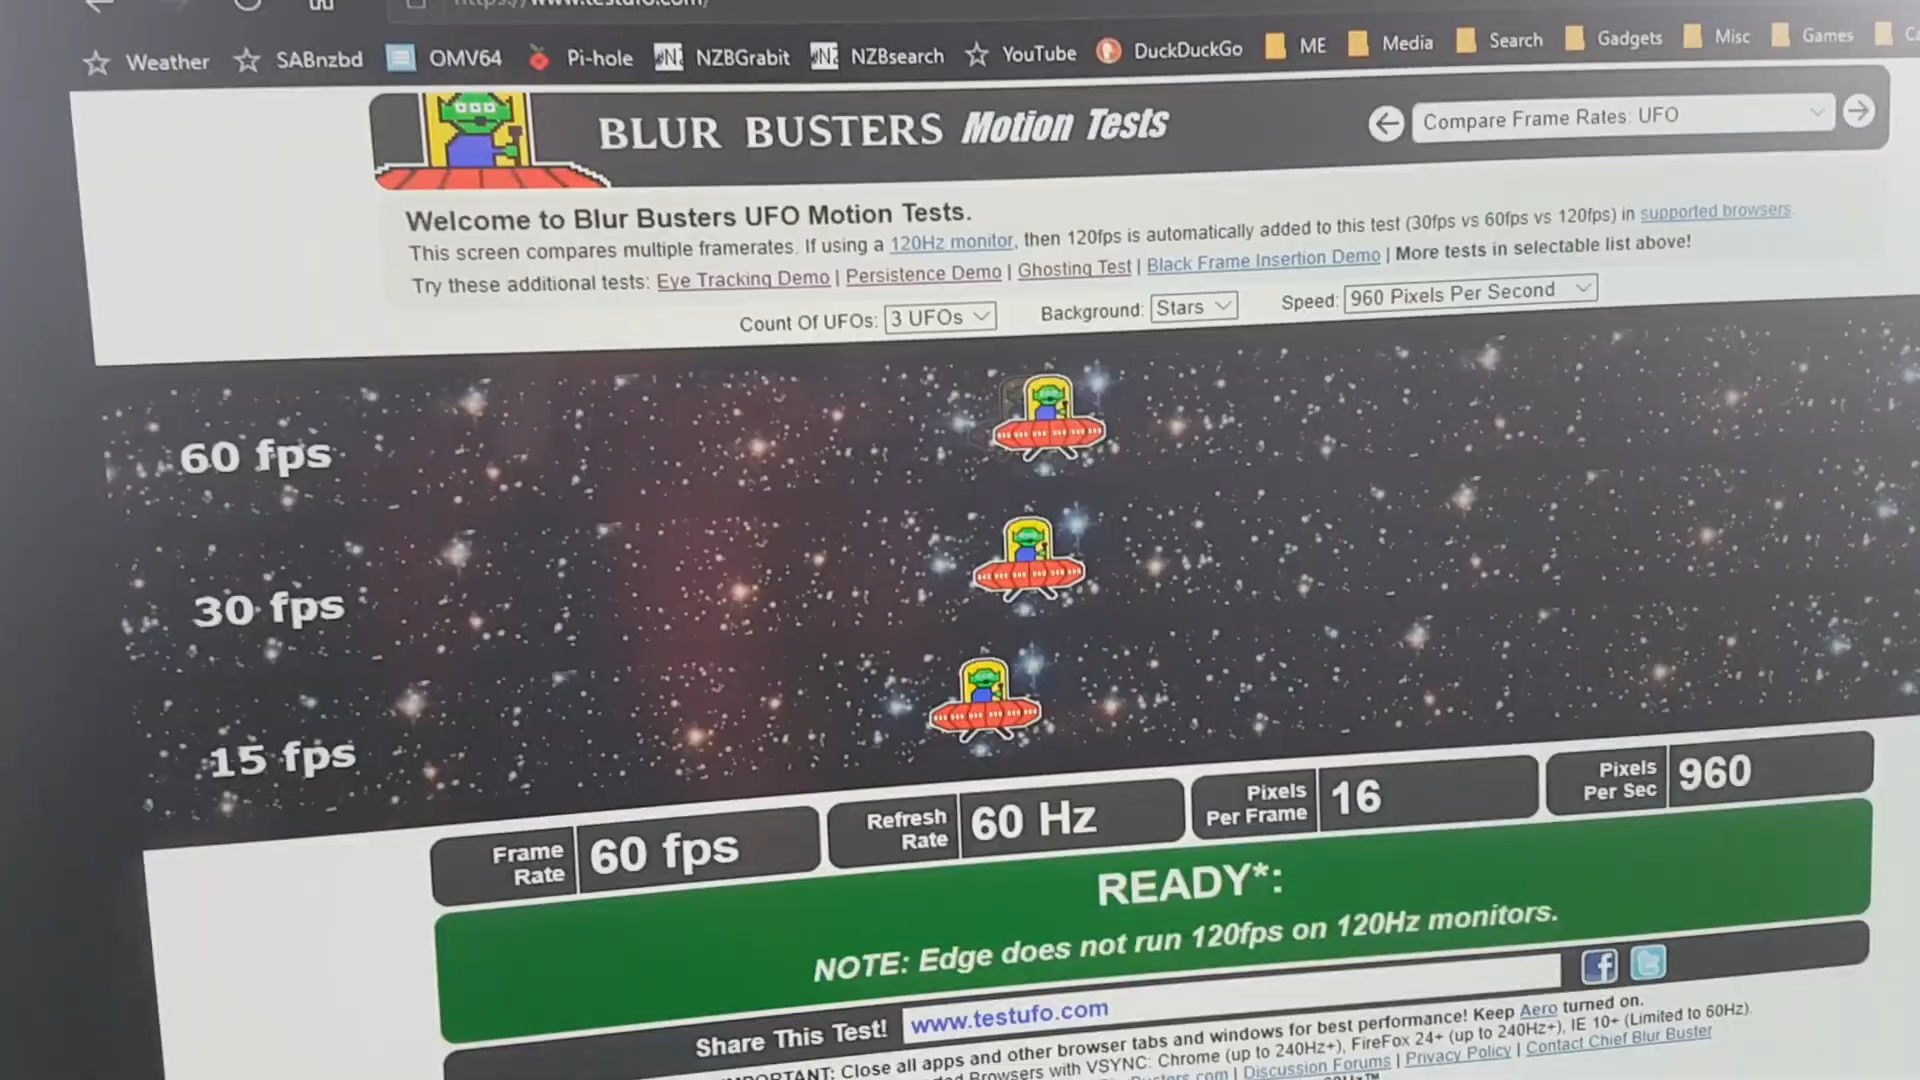 https://www.testufo.com/
Weather SABnzbd OMV64 Pi-hole NZBGrabit NZBsearch YouTube DuckDuckGo ME Media Search Gadgets Misc Games
BLUR BUSTERS Motion Tests
Compare Frame Rates: UFO
Welcome to Blur Busters UFO Motion Tests.
This screen compares multiple framerates. If using a 120Hz monitor, then 120fps is automatically added to this test (30fps vs 60fps vs 120fps) in supported browsers.
Try these additional tests: Eye Tracking Demo | Persistence Demo | Ghosting Test | Black Frame Insertion Demo | More tests in selectable list above!
Count Of UFOs: 3 UFOs Background: Stars Speed: 960 Pixels Per Second
60 fps
30 fps
15 fps
Frame Rate 60 fps Refresh Rate 60 Hz Pixels Per Frame 16 Pixels Per Sec 960
READY*:
NOTE: Edge does not run 120fps on 120Hz monitors.
Share This Test! www.testufo.com
IMPORTANT: Close all apps and other browser tabs and windows for best performance! Keep Aero turned on.
Browsers with VSYNC: Chrome (up to 240Hz+), FireFox 24+ (up to 240Hz+), IE 10+ (Limited to 60Hz).
| Discussion Forums | Privacy Policy | Contact Chief Blur Buster